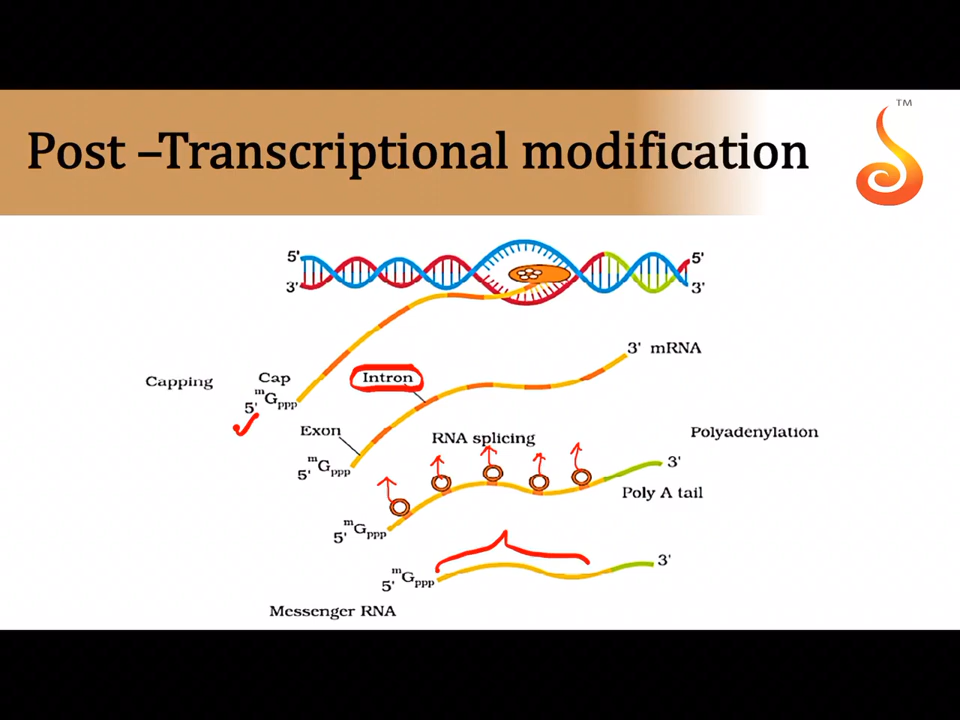 Post –Transcriptional modification
TM
5' 5'
3' 3'
3' mRNA
Capping Cap Intron
5' mGppp
Exon RNA splicing Polyadenylation
5' mGppp 3'
Poly A tail
5' mGppp
3'
5' mGppp
Messenger RNA